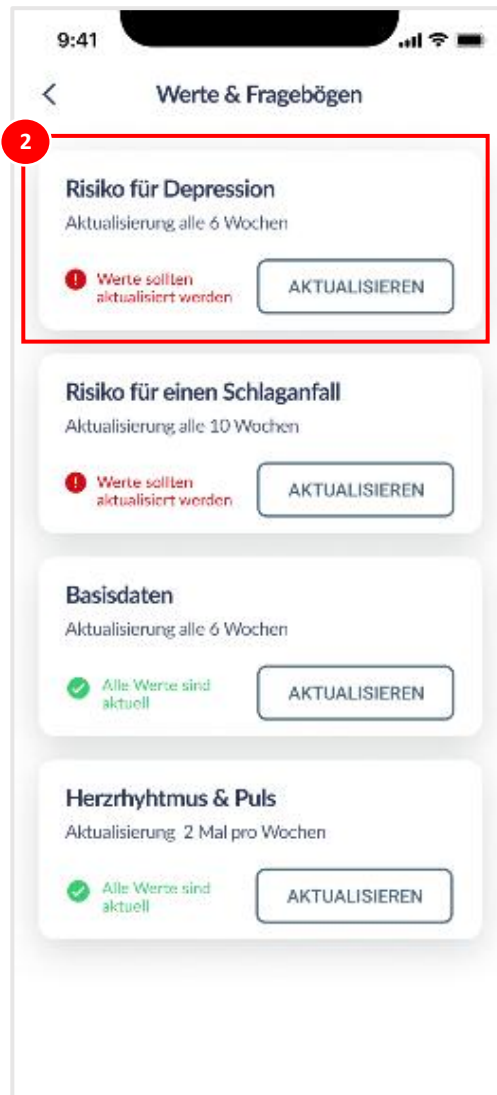 9:41
Werte & Fragebögen
2
Risiko für Depression
Aktualisierung alle 6 Wochen
Werte sollten
aktualisiert werden
AKTUALISIEREN
Risiko für einen Schlaganfall
Aktualisierung alle 10 Wochen
Werte sollten
aktualisiert werden
AKTUALISIEREN
Basisdaten
Aktualisierung alle 6 Wochen
Alle Werte sind
aktuell
AKTUALISIEREN
Herzrhyhtmus & Puls
Aktualisierung 2 Mal pro Wochen
Alle Werte sind
aktuell
AKTUALISIEREN